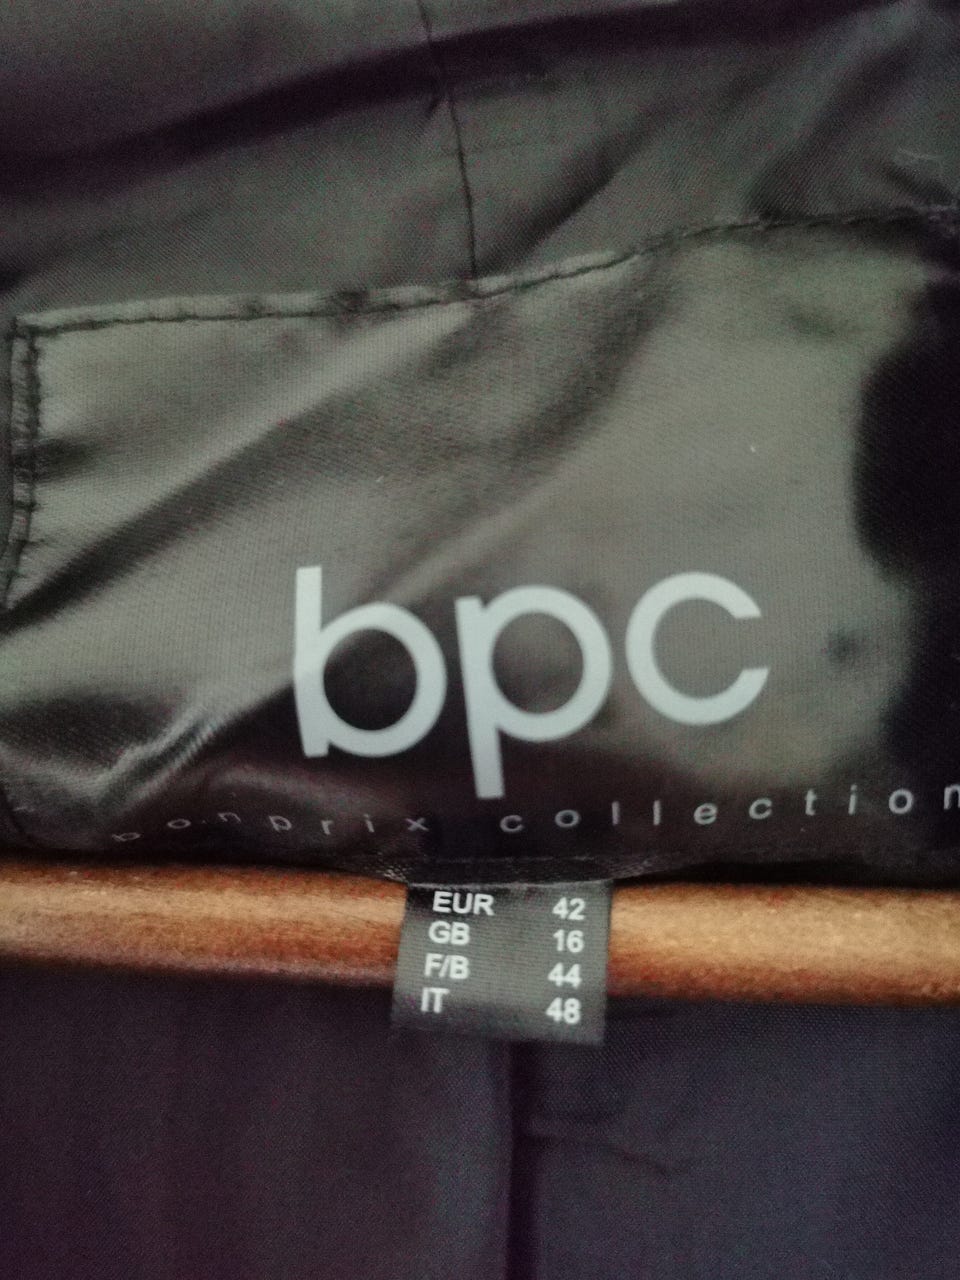 bpc
bonprix collection
EUR 42
GB 16
F/B 44
IT 48